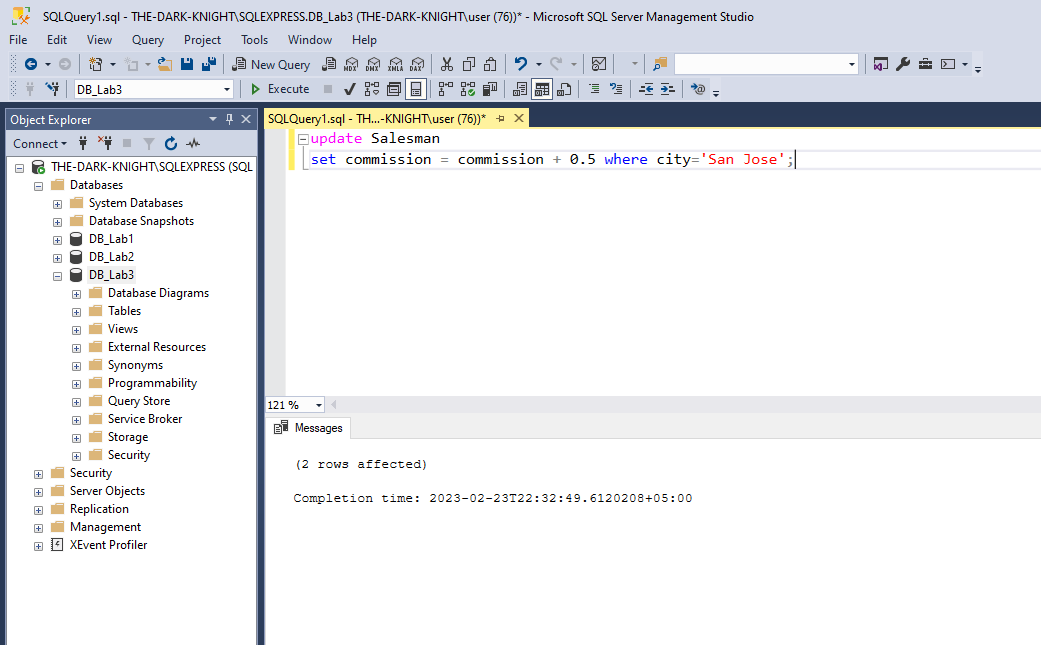 SQLQuery1.sql - THE-DARK-KNIGHT\SQLEXPRESS.DB_Lab3 (THE-DARK-KNIGHT\user (76))* - Microsoft SQL Server Management Studio
File Edit View Query Project Tools Window Help
New Query MDX DMX XMLA DAX
DB_Lab3 Execute
Object Explorer
SQLQuery1.sql - TH...-KNIGHT\user (76))*
Connect
THE-DARK-KNIGHT\SQLEXPRESS (SQL
Databases
System Databases
Database Snapshots
DB_Lab1
DB_Lab2
DB_Lab3
Database Diagrams
Tables
Views
External Resources
Synonyms
Programmability
Query Store
Service Broker
Storage
Security
Security
Server Objects
Replication
Management
XEvent Profiler
update Salesman
set commission = commission + 0.5 where city='San Jose';
121 %
Messages
(2 rows affected)
Completion time: 2023-02-23T22:32:49.6120208+05:00